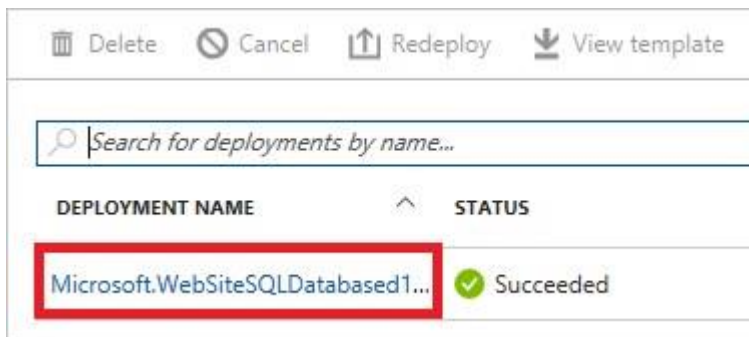 Delete Cancel Redeploy View template
Search for deployments by name...
DEPLOYMENT NAME STATUS
Microsoft.WebSiteSQLDatabased1... Succeeded